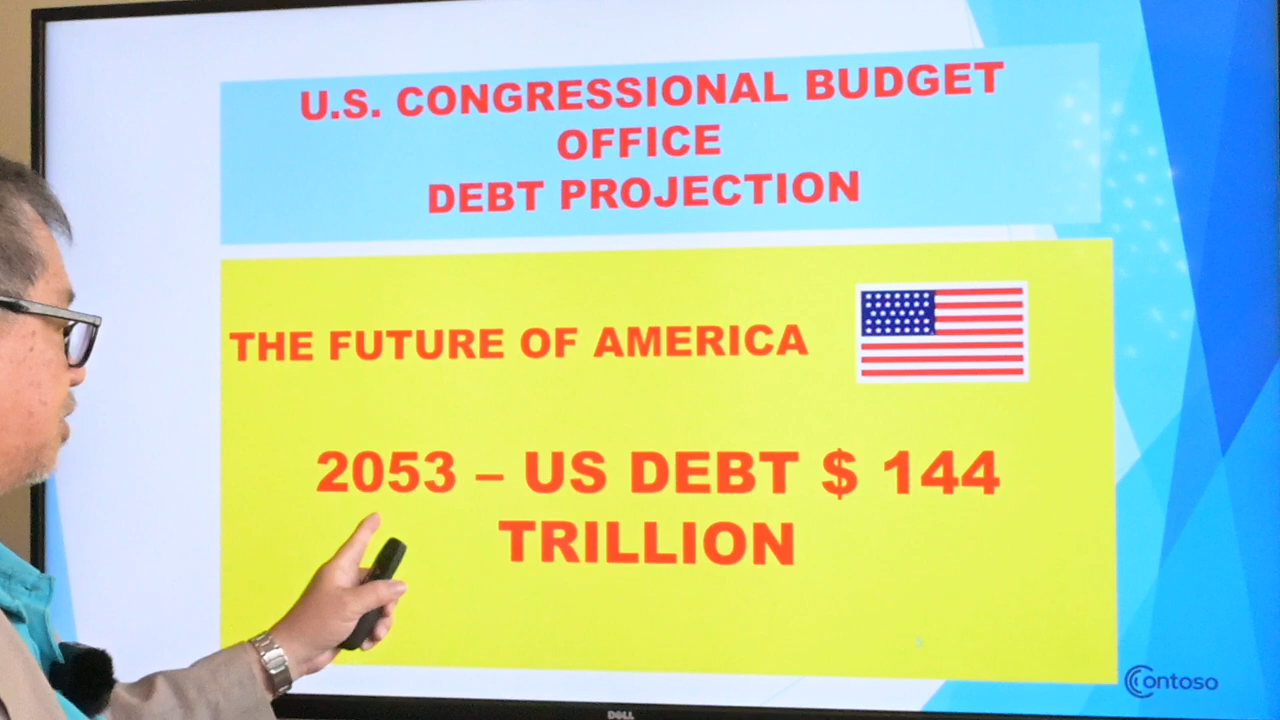 U.S. CONGRESSIONAL BUDGET
OFFICE
DEBT PROJECTION
THE FUTURE OF AMERICA
2053 – US DEBT $ 144
TRILLION
Contoso
DELL